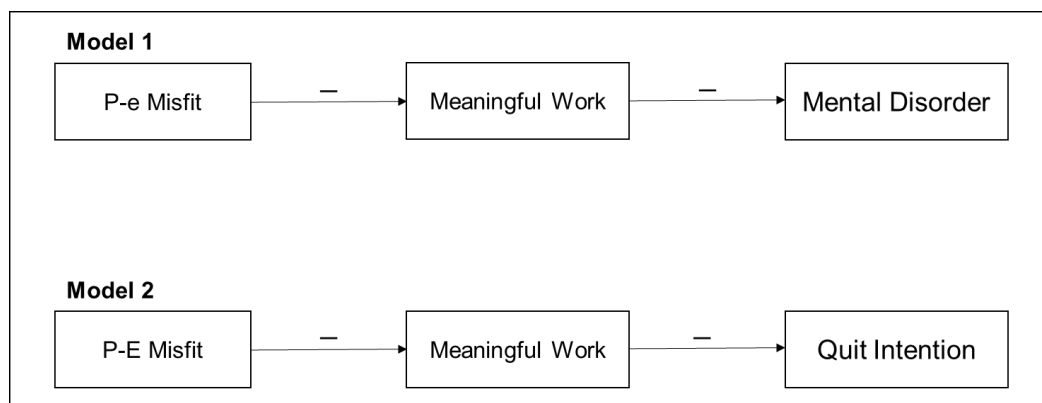 Model 1
P-e Misfit
–
Meaningful Work
–
Mental Disorder
Model 2
P-E Misfit
–
Meaningful Work
–
Quit Intention